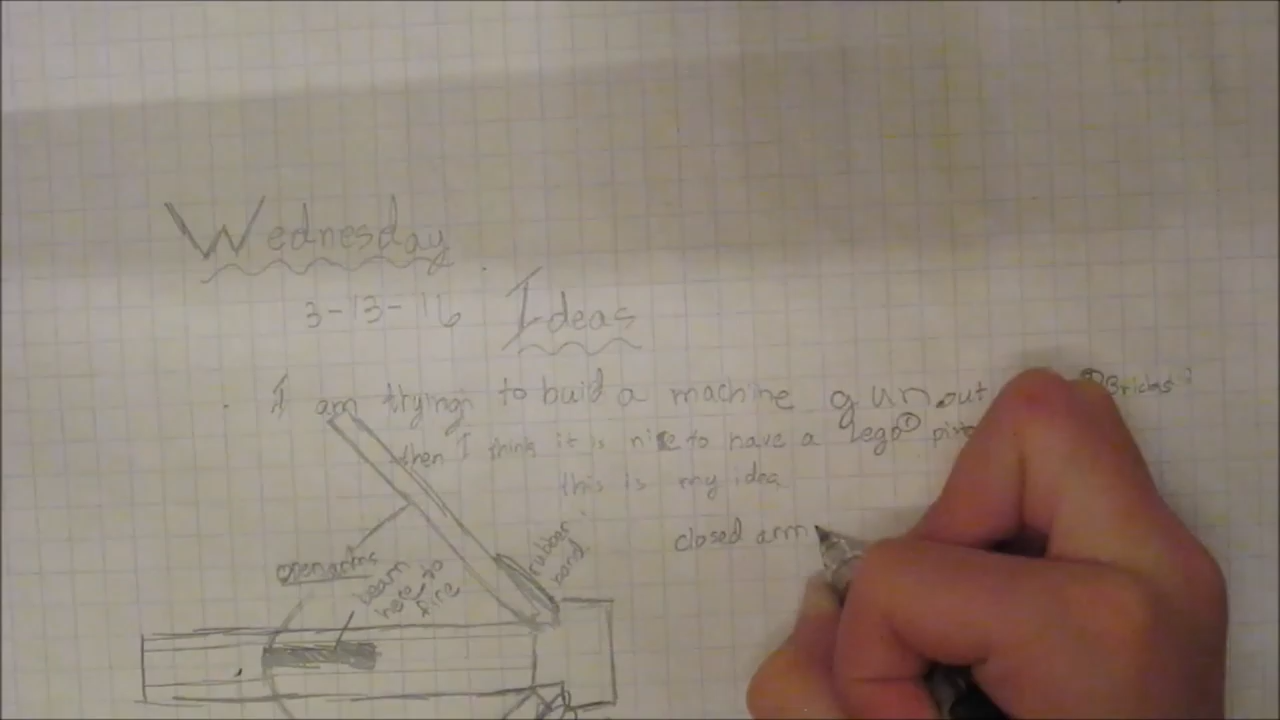 Wednesday
3-13-16 Ideas
I am trying to build a machine gun out Bricks
then I think it is nice to have a Lego
this is my idea
closed arm
rubber
band
open arms
beam
here to
fire